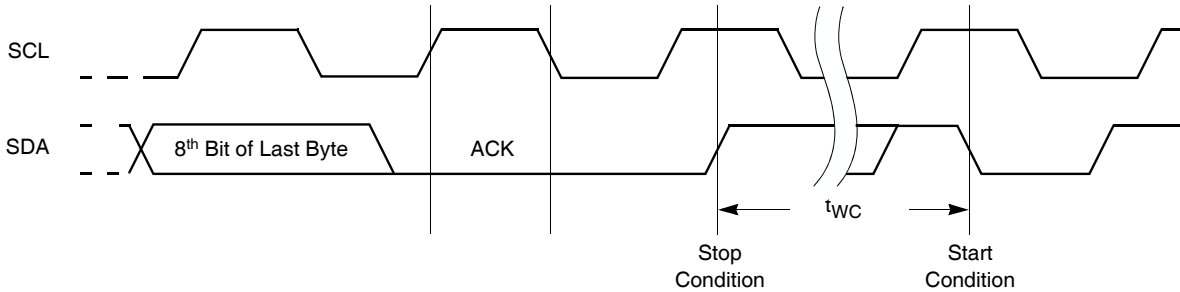 SCL
SDA
8th Bit of Last Byte
ACK
tWC
Stop
Condition
Start
Condition